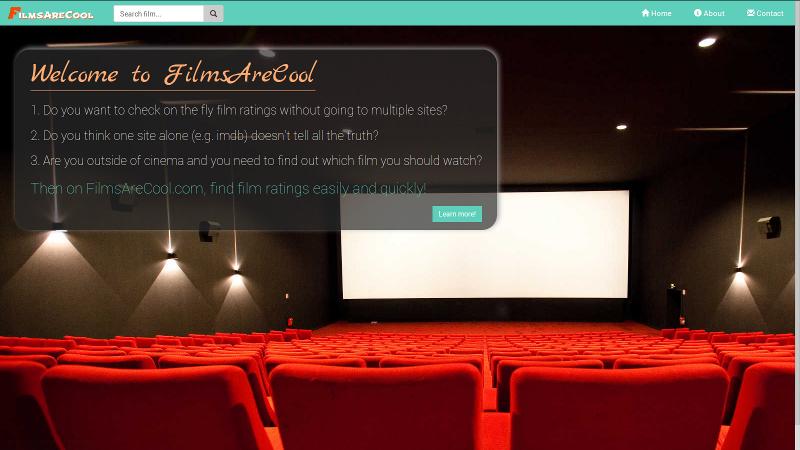 FILMSARECOOL
Search film...
Home
About
Contact
Welcome to FilmsAreCool
1. Do you want to check on the fly film ratings without going to multiple sites?
2. Do you think one site alone (e.g. imdb) doesn't tell all the truth?
3. Are you outside of cinema and you need to find out which film you should watch?
Then on FilmsAreCool.com, find film ratings easily and quickly!
Learn more!